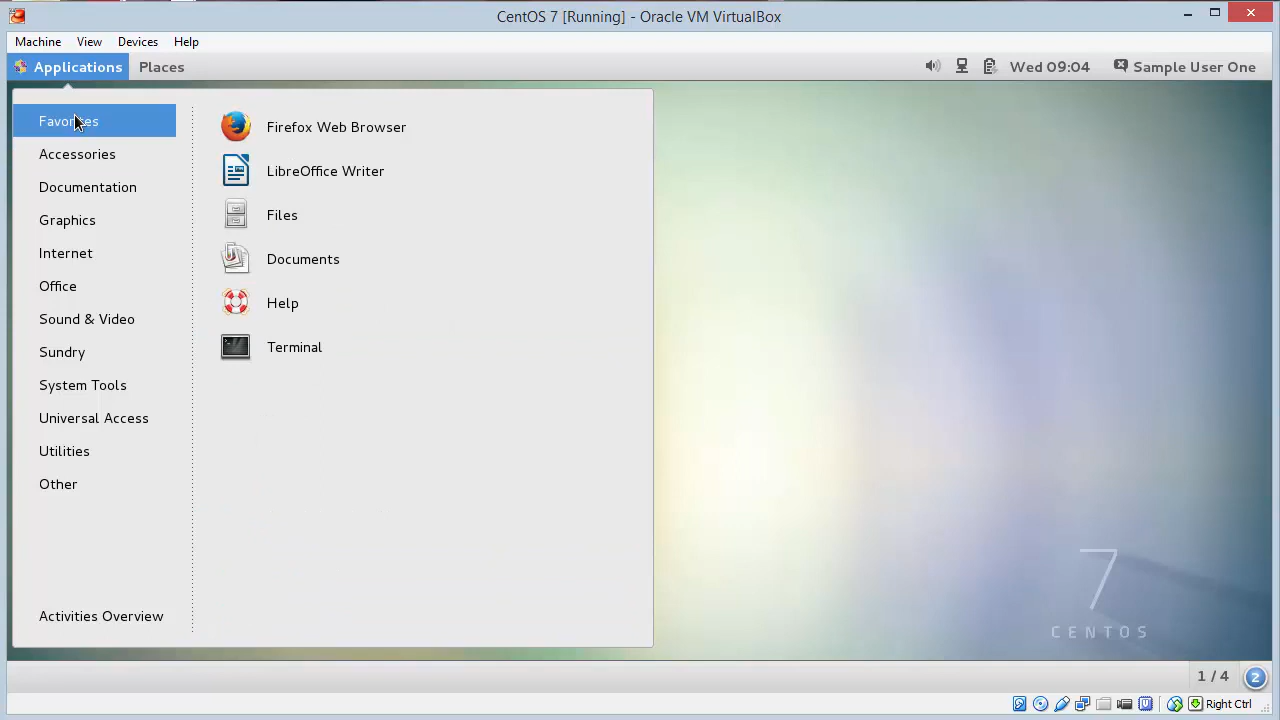 CentOS 7 [Running] - Oracle VM VirtualBox
Machine View Devices Help
Applications Places Wed 09:04 Sample User One
Favorites
Accessories
Documentation
Graphics
Internet
Office
Sound & Video
Sundry
System Tools
Universal Access
Utilities
Other
Activities Overview
Firefox Web Browser
LibreOffice Writer
Files
Documents
Help
Terminal
7
CENTOS
1 / 4 2
Right Ctrl